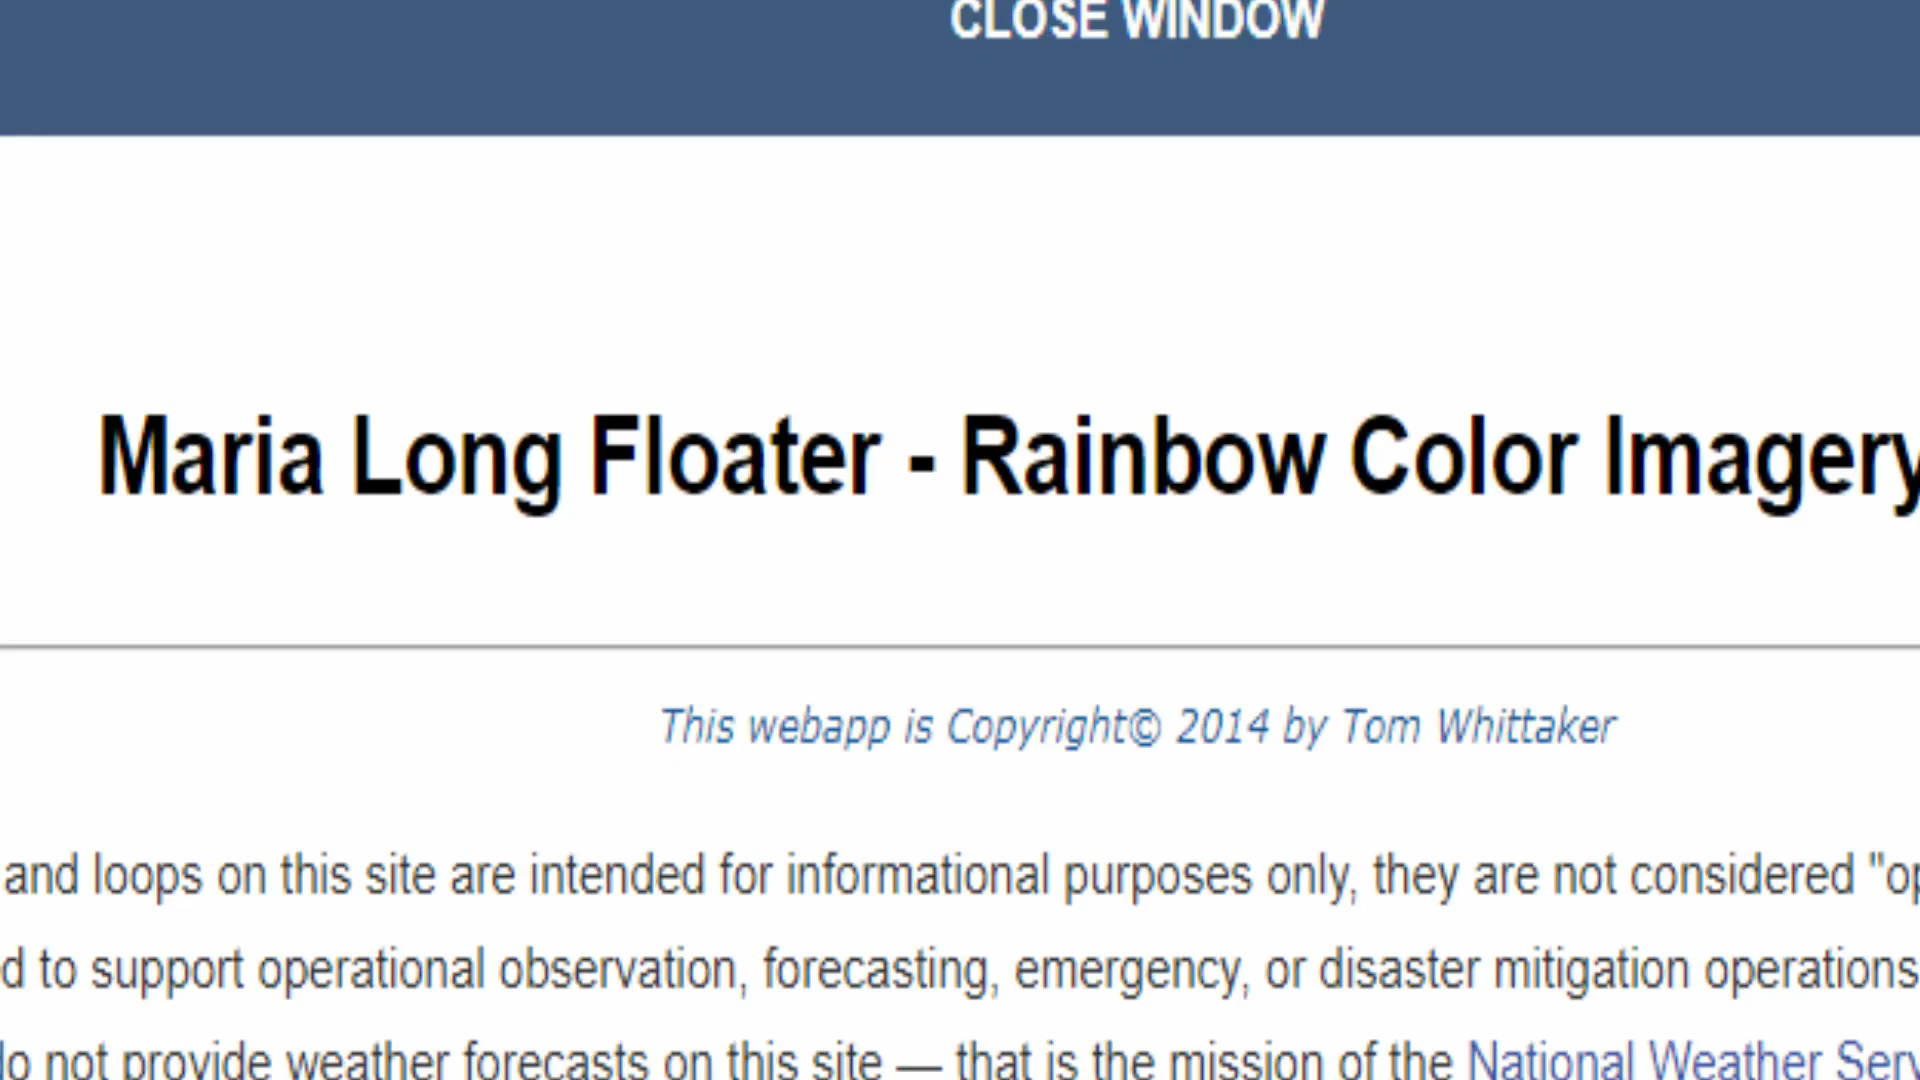 CLOSE WINDOW
Maria Long Floater - Rainbow Color Imagery
This webapp is Copyright© 2014 by Tom Whittaker
and loops on this site are intended for informational purposes only, they are not considered "op
d to support operational observation, forecasting, emergency, or disaster mitigation operations
do not provide weather forecasts on this site — that is the mission of the National Weather Serv